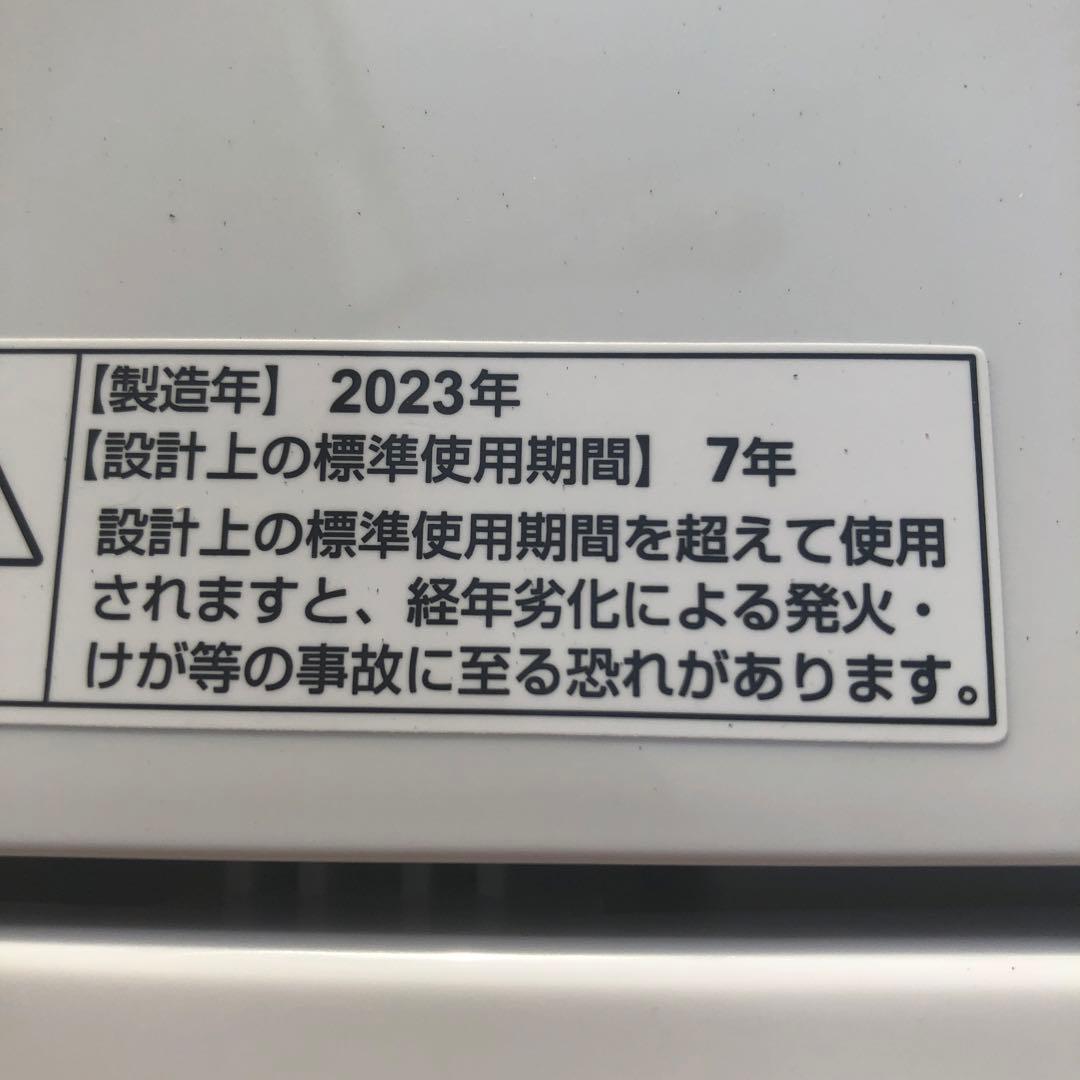 【製造年】 2023年
【設計上の標準使用期間】 7年
設計上の標準使用期間を超えて使用
されますと、経年劣化による発火・
けが等の事故に至る恐れがあります。